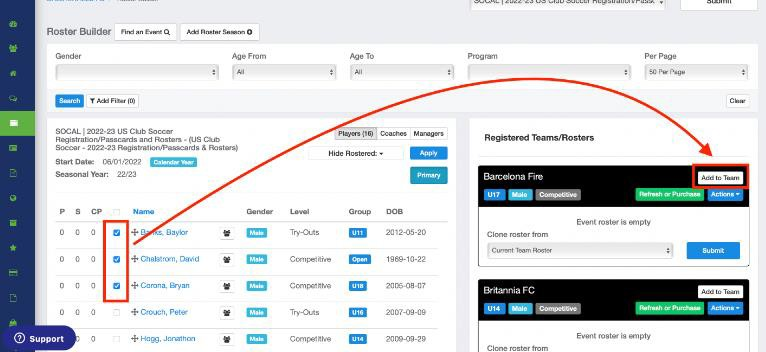 SOCAL | 2022-23 US Club Soccer Registration/Passk
Submit
Roster Builder
Find an Event
Add Roster Season
Gender
Age From
Age To
Program
Per Page
All
All
50 Per Page
Search
Add Filter (0)
Clear
SOCAL | 2022-23 US Club Soccer
Registration/Passcards and Rosters - (US Club
Soccer - 2022-23 Registration/Passcards & Rosters)
Start Date: 06/01/2022 Calendar Year
Seasonal Year: 22/23
Players (16) Coaches Managers
Hide Rostered:
Apply
Primary
P S CP Name Gender Level Group DOB
0 0 0 Banks, Baylor Male Try-Outs U11 2012-05-20
0 0 0 Chalstrom, David Male Competitive Open 1969-10-22
0 0 0 Corona, Bryan Male Competitive U18 2005-08-07
0 0 0 Crouch, Peter Male Try-Outs U16 2007-09-09
0 Hogg, Jonathon Male Competitive U14 2009-09-29
Support
Registered Teams/Rosters
Barcelona Fire
Add to Team
U17 Male Competitive
Refresh or Purchase
Actions
Event roster is empty
Clone roster from
Current Team Roster
Submit
Britannia FC
Add to Team
U14 Male Competitive
Refresh or Purchase
Actions
Event roster is empty
Clone roster from